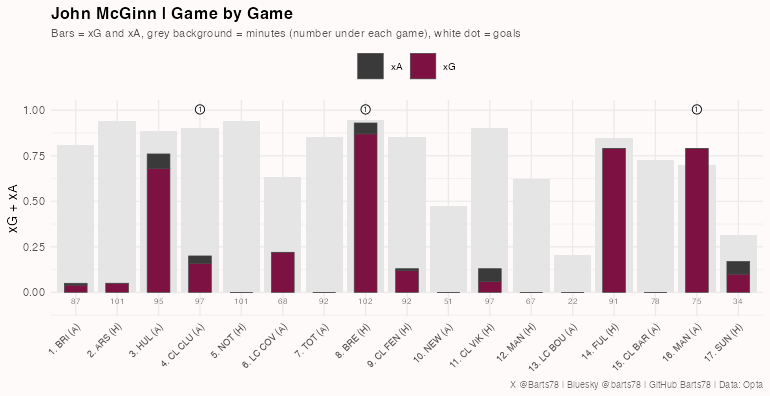 John McGinn | Game by Game
Bars = xG and xA, grey background = minutes (number under each game), white dot = goals
xA xG
xG + xA
1.00
0.75
0.50
0.25
0.00
1 1 1
87 101 95 97 101 68 92 102 92 51 97 67 22 91 78 75 34
1. BRI (A)
2. ARS (H)
3. HUL (A)
4. CL CLU (A)
5. NOT (H)
6. LC COV (A)
7. TOT (A)
8. BRE (H)
9. CL FEN (H)
10. NEW (A)
11. CL VIK (H)
12. MAN (H)
13. LC BOU (A)
14. FUL (H)
15. CL BAR (A)
16. MAN (A)
17. SUN (H)
X @Barts78 | Bluesky @barts78 | GitHub Barts78 | Data: Opta